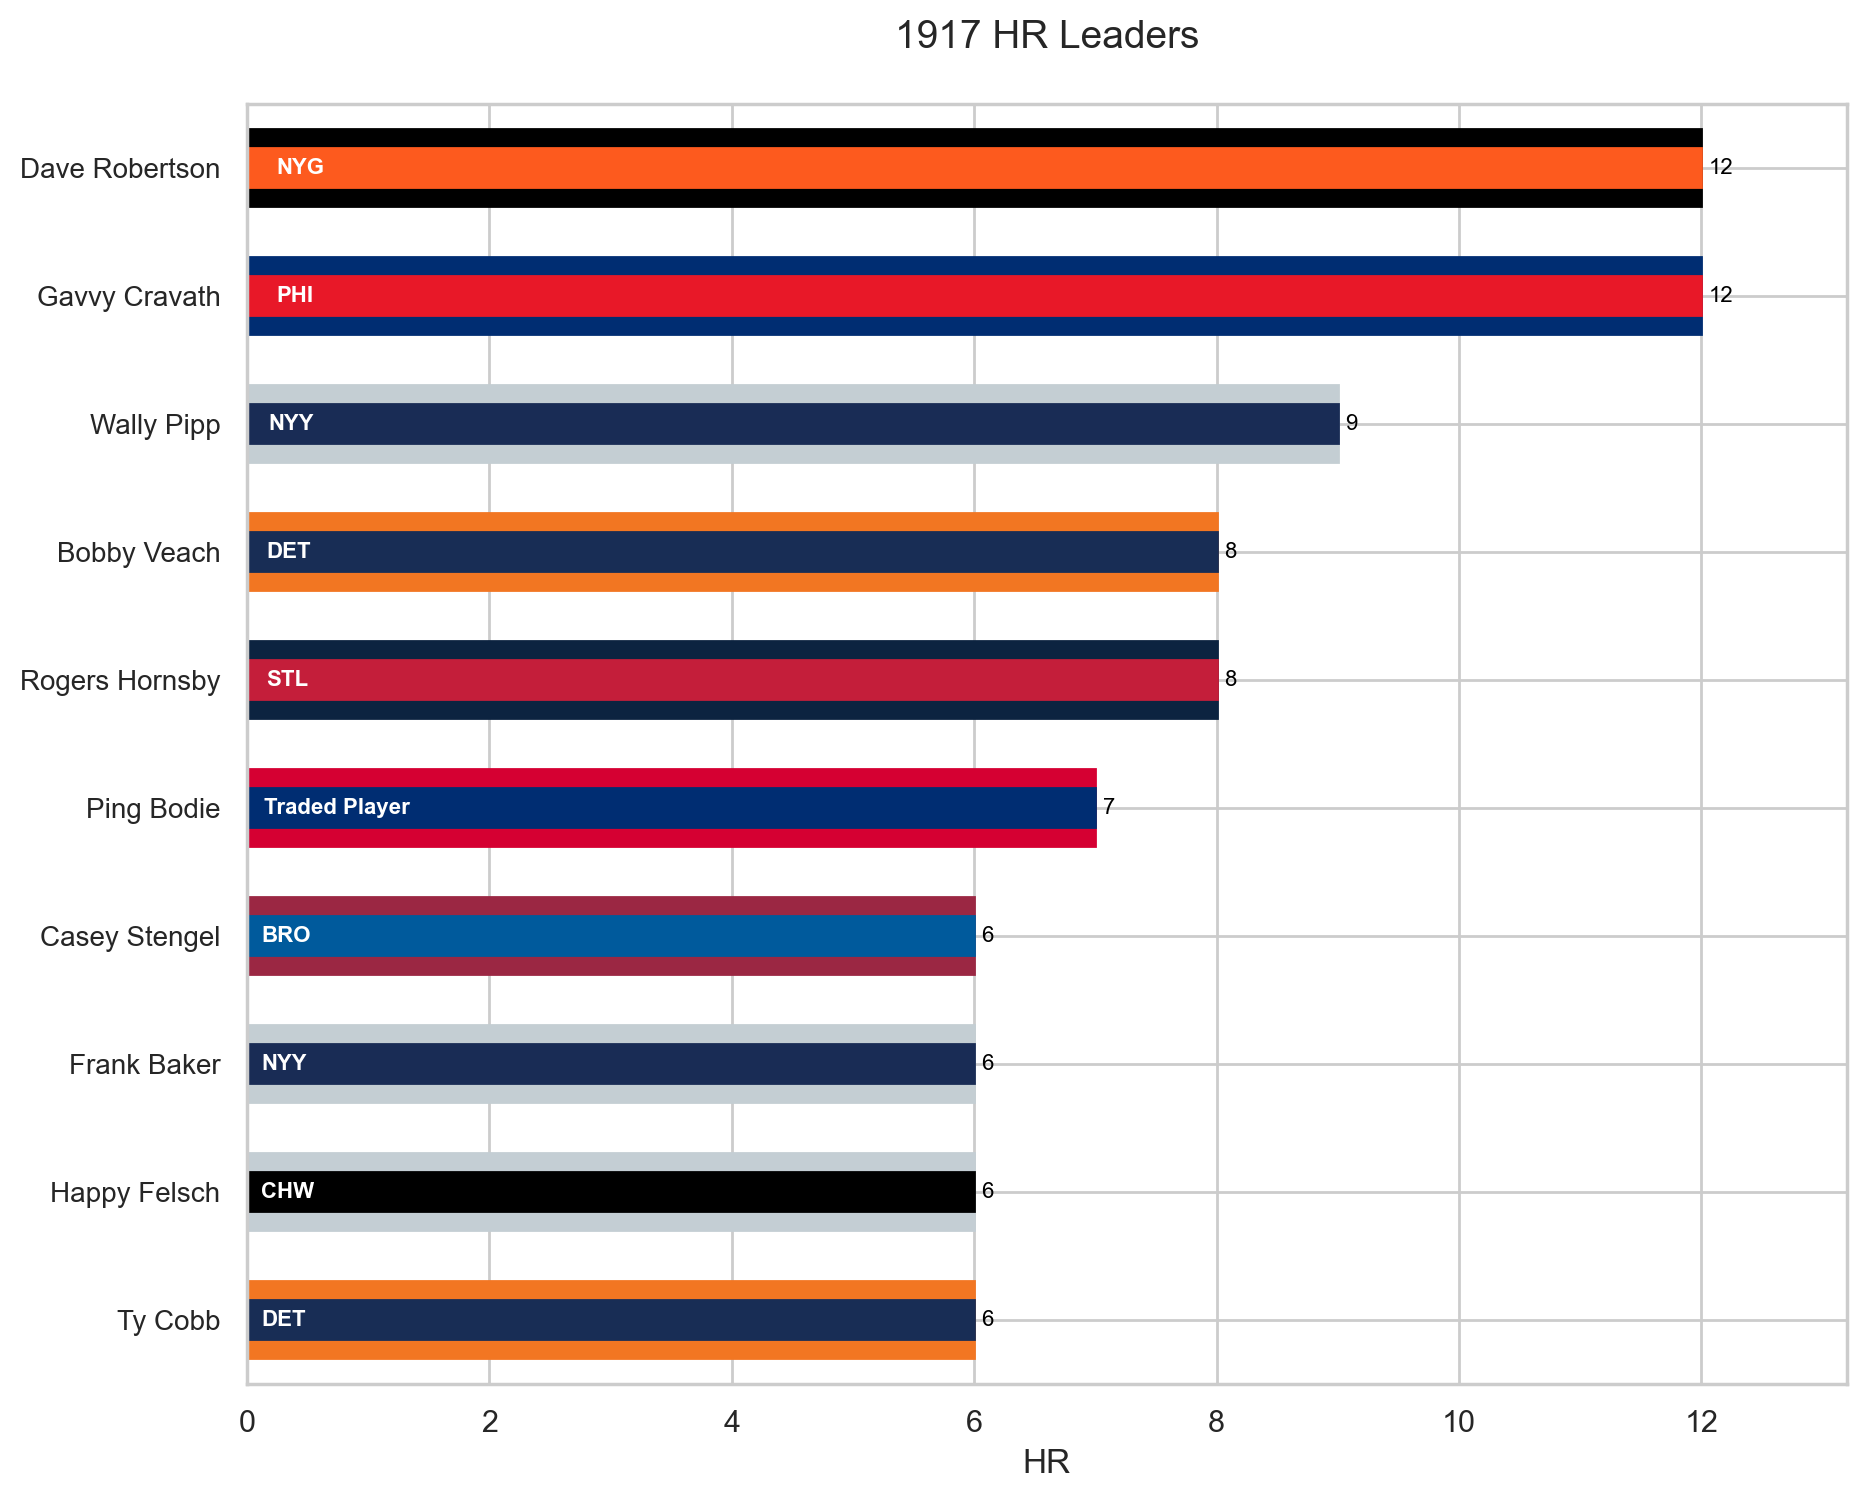 1917 HR Leaders
Dave Robertson NYG 12
Gavvy Cravath PHI 12
Wally Pipp NYY 9
Bobby Veach DET 8
Rogers Hornsby STL 8
Ping Bodie Traded Player 7
Casey Stengel BRO 6
Frank Baker NYY 6
Happy Felsch CHW 6
Ty Cobb DET 6
0 2 4 6 8 10 12
HR